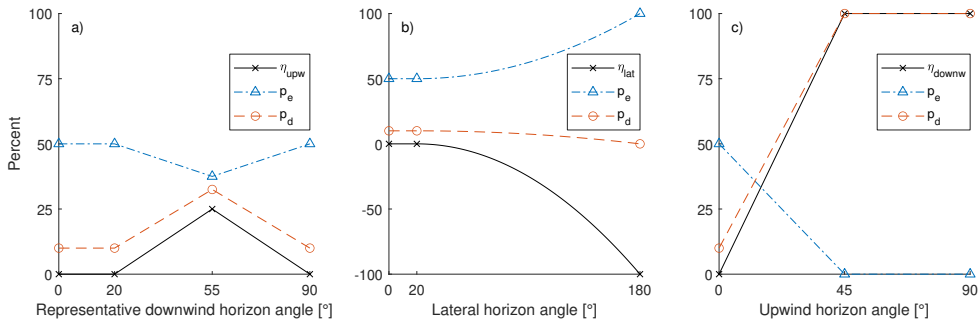 a)
100
75
50
25
0
Percent
η_upw
p_e
p_d
0 20 55 90
Representative downwind horizon angle [°]
b)
100
50
0
-50
-100
η_lat
p_e
p_d
0 20 180
Lateral horizon angle [°]
c)
100
75
50
25
0
η_downw
p_e
p_d
0 45 90
Upwind horizon angle [°]